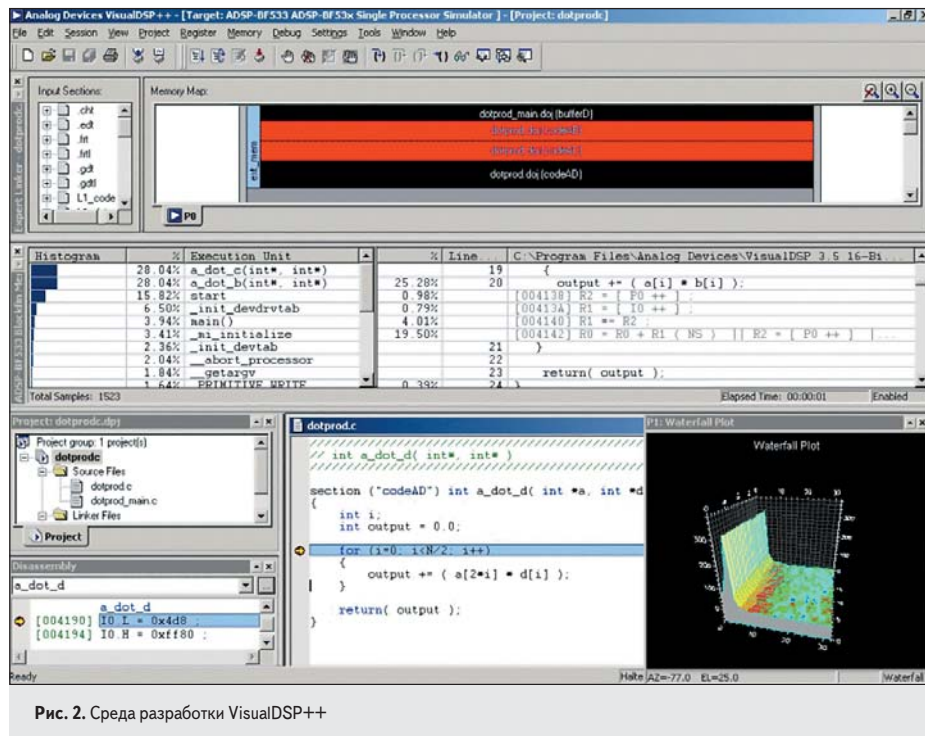 Analog Devices VisualDSP++ - [Target: ADSP-BF533 ADSP-BF53x Single Processor Simulator ] - [Project: dotprodc]
File Edit Session View Project Register Memory Debug Settings Tools Window Help
Input Sections:
Memory Map:
.cht
.edt
.frt
.frtl
.gdt
.gdtl
L1_code
ext_mem
dotprod_main.doj (bufferD)
dotprod.doj (codeAD)
P0
Expert Linker - dotprodc
Histogram % Execution Unit
28.04% a_dot_c(int*, int*)
28.04% a_dot_b(int*, int*)
15.82% start
6.50% _init_devdrvtab
3.94% main()
3.41% _mi_initialize
2.36% _init_devtab
2.04% __abort_processor
1.84% __getargv
1.64% PRIMITIVE WRITE
% Line... C:\Program Files\Analog Devices\VisualDSP 3.5 16-Bi...
19 {
25.28% 20 output += ( a[i] * b[i] );
0.98% [004138] R2 = [ P0 ++ ] ;
0.79% [00413A] R1 = [ I0 ++ ] ;
4.01% [004140] R1 *= R2 ;
19.50% [004142] R0 = R0 + R1 ( NS ) || R2 = [ P0 ++ ] |...
21 }
22
23 return( output );
0.39% 24 }
Total Samples: 1523
Elapsed Time: 00:00:01
Enabled
Project: dotprodc.dpj
Project group: 1 project(s)
dotprodc
Source Files
dotprod.c
dotprod_main.c
Linker Files
Project
Disassembly
a_dot_d
a_dot_d
[004190] I0.L = 0x4d8 ;
[004194] I0.H = 0xff80 ;
dotprod.c
// int a_dot_d( int*, int* )
section ("codeAD") int a_dot_d( int *a, int *d
{
int i;
int output = 0.0;
for (i=0; i<N/2; i++)
{
output += ( a[2*i] * d[i] );
}
return( output );
}
P1: Waterfall Plot
Waterfall Plot
Ready
Halte
AZ=-77.0 EL=25.0
Waterfal
Рис. 2. Среда разработки VisualDSP++